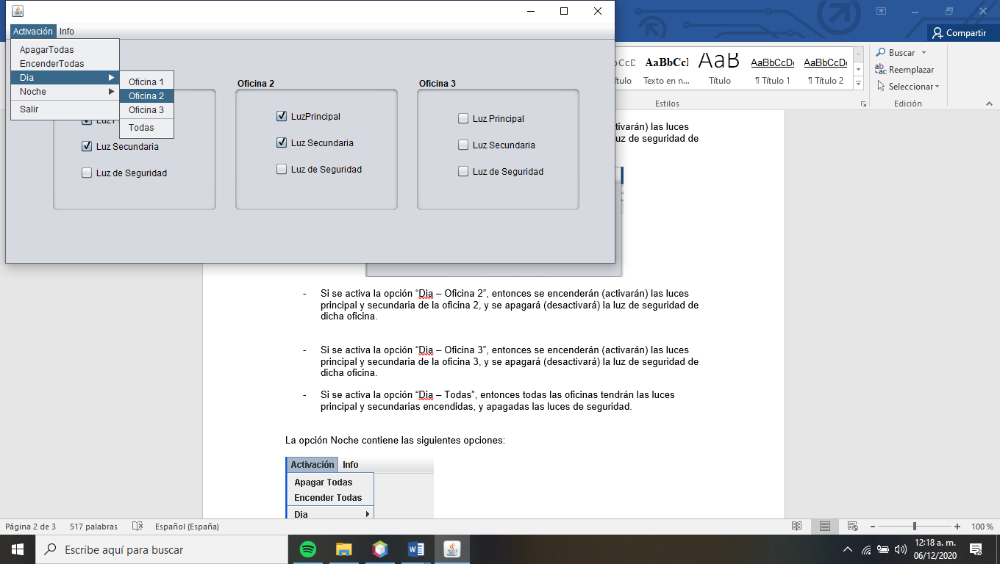 Activación Info
ApagarTodas
EncenderTodas
Dia
Noche
Salir
Oficina 1
Oficina 2
Oficina 3
Todas
Luz Secundaria
Luz de Seguridad
Oficina 2
LuzPrincipal
Luz Secundaria
Luz de Seguridad
Oficina 3
Luz Principal
Luz Secundaria
Luz de Seguridad
Compartir
AaBbCcI AaB AaBbCcDc AaBbCcDc
Texto en n... Título ¶ Título 1 ¶ Título 2
Estilos
Buscar
Reemplazar
Seleccionar
Edición
las luces
de seguridad de
- Si se activa la opción “Dia – Oficina 2”, entonces se encenderán (activarán) las luces
principal y secundaria de la oficina 2, y se apagará (desactivará) la luz de seguridad de
dicha oficina.
- Si se activa la opción “Dia – Oficina 3”, entonces se encenderán (activarán) las luces
principal y secundaria de la oficina 3, y se apagará (desactivará) la luz de seguridad de
dicha oficina.
- Si se activa la opción “Dia – Todas”, entonces todas las oficinas tendrán las luces
principal y secundarias encendidas, y apagadas las luces de seguridad.
La opción Noche contiene las siguientes opciones:
Activación Info
Apagar Todas
Encender Todas
Dia
Página 2 de 3 517 palabras Español (España) 100 %
Escribe aquí para buscar
12:18 a. m.
06/12/2020